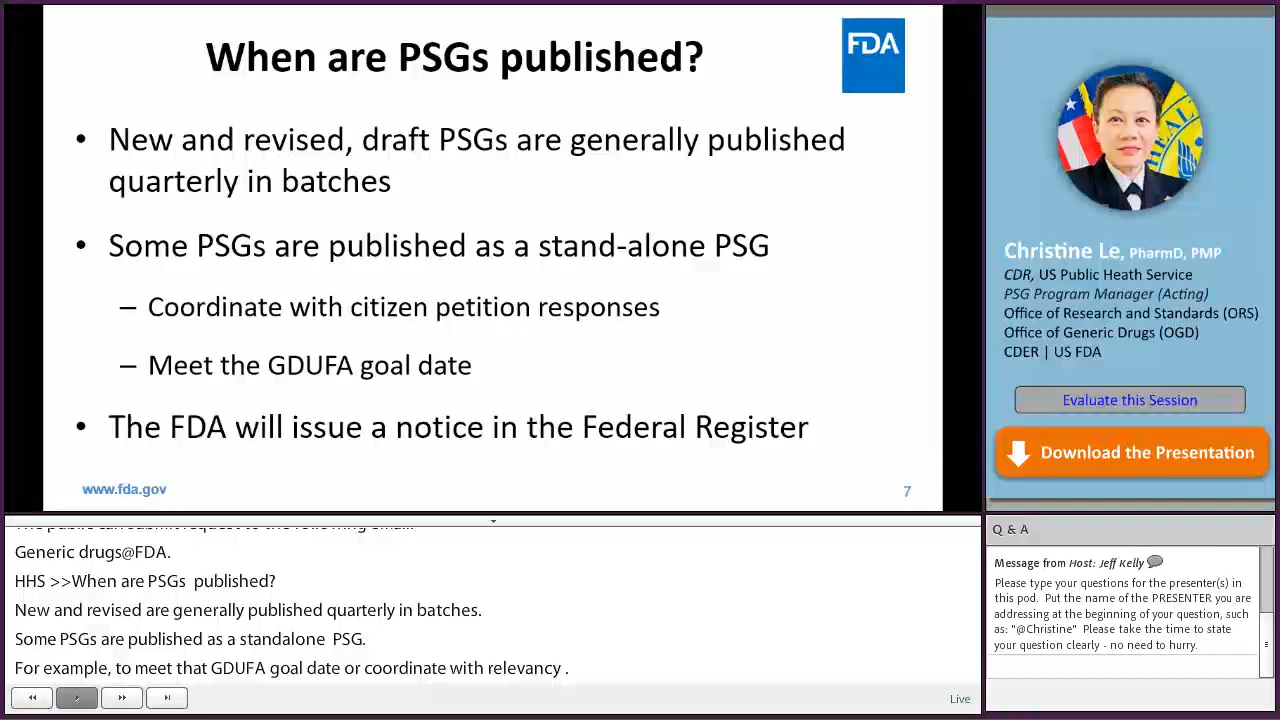 When are PSGs published?
FDA
• New and revised, draft PSGs are generally published
quarterly in batches
• Some PSGs are published as a stand-alone PSG
– Coordinate with citizen petition responses
– Meet the GDUFA goal date
• The FDA will issue a notice in the Federal Register
www.fda.gov
7
Christine Le, PharmD, PMP
CDR, US Public Heath Service
PSG Program Manager (Acting)
Office of Research and Standards (ORS)
Office of Generic Drugs (OGD)
CDER | US FDA
Evaluate this Session
Download the Presentation
Generic drugs@FDA.
HHS >>When are PSGs published?
New and revised are generally published quarterly in batches.
Some PSGs are published as a standalone PSG.
For example, to meet that GDUFA goal date or coordinate with relevancy .
Live
Q & A
Message from Host: Jeff Kelly
Please type your questions for the presenter(s) in
this pod. Put the name of the PRESENTER you are
addressing at the beginning of your question, such
as: "@Christine" Please take the time to state
your question clearly - no need to hurry.